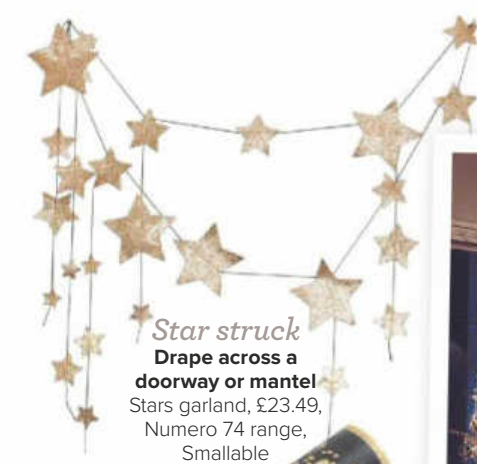 Star struck
Drape across a
doorway or mantel
Stars garland, £23.49,
Numero 74 range,
Smallable